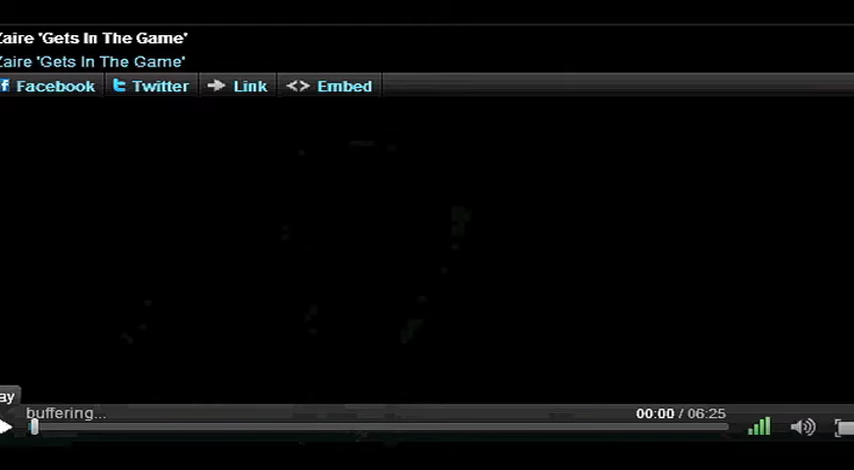 Zaire 'Gets In The Game'
Zaire 'Gets In The Game'
Facebook Twitter Link <> Embed
ay
buffering...
00:00 / 06:25